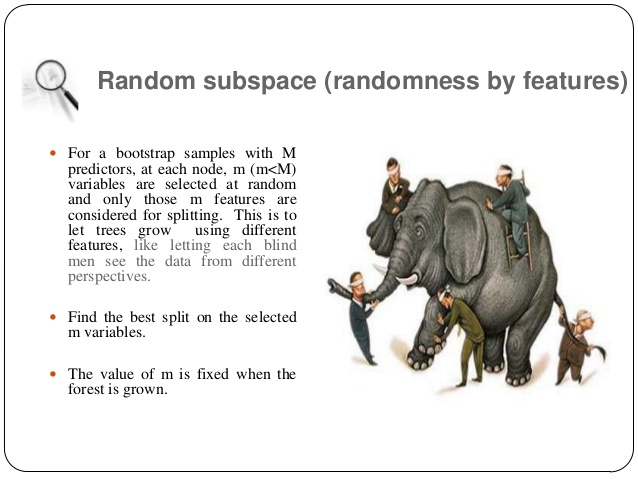 Random subspace (randomness by features)
• For a bootstrap samples with M
predictors, at each node, m (m<M)
variables are selected at random
and only those m features are
considered for splitting. This is to
let trees grow using different
features, like letting each blind
men see the data from different
perspectives.
• Find the best split on the selected
m variables.
• The value of m is fixed when the
forest is grown.